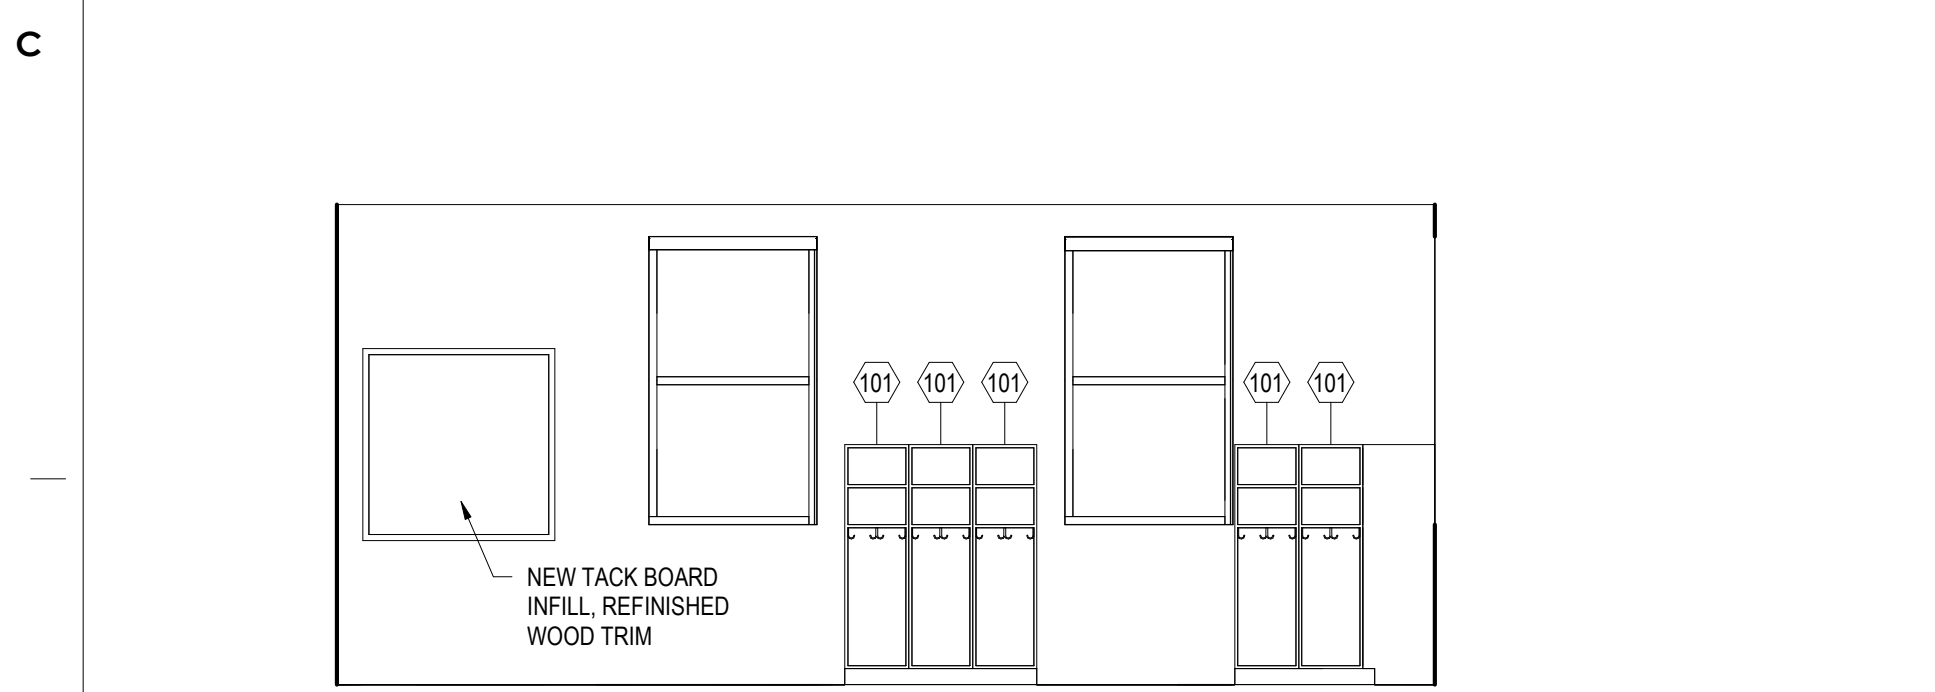 C
101 101 101 101 101
NEW TACK BOARD
INFILL, REFINISHED
WOOD TRIM